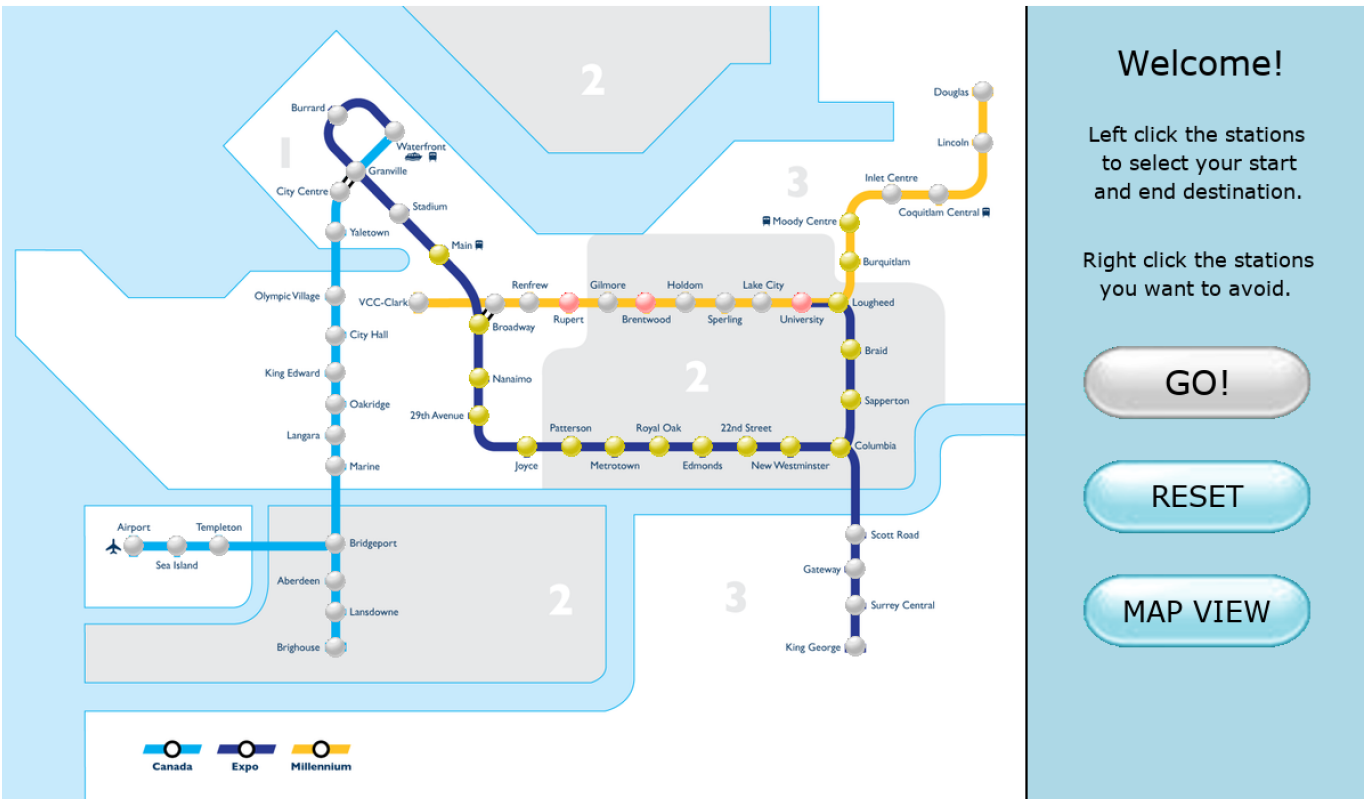 Welcome!
Left click the stations
to select your start
and end destination.
Right click the stations
you want to avoid.
GO!
RESET
MAP VIEW
2
1
3
2
2
3
Burrard
Waterfront
Granville
City Centre
Stadium
Yaletown
Main
Olympic Village
VCC-Clark
Renfrew
Gilmore
Holdom
Lake City
Rupert
Brentwood
Sperling
University
Lougheed
Broadway
City Hall
King Edward
Nanaimo
Oakridge
29th Avenue
Langara
Marine
Joyce
Patterson
Metrotown
Royal Oak
Edmonds
22nd Street
New Westminster
Columbia
Sapperton
Braid
Burquitlam
Moody Centre
Inlet Centre
Coquitlam Central
Lincoln
Douglas
Airport
Sea Island
Templeton
Bridgeport
Aberdeen
Lansdowne
Brighouse
Scott Road
Gateway
Surrey Central
King George
Canada
Expo
Millennium